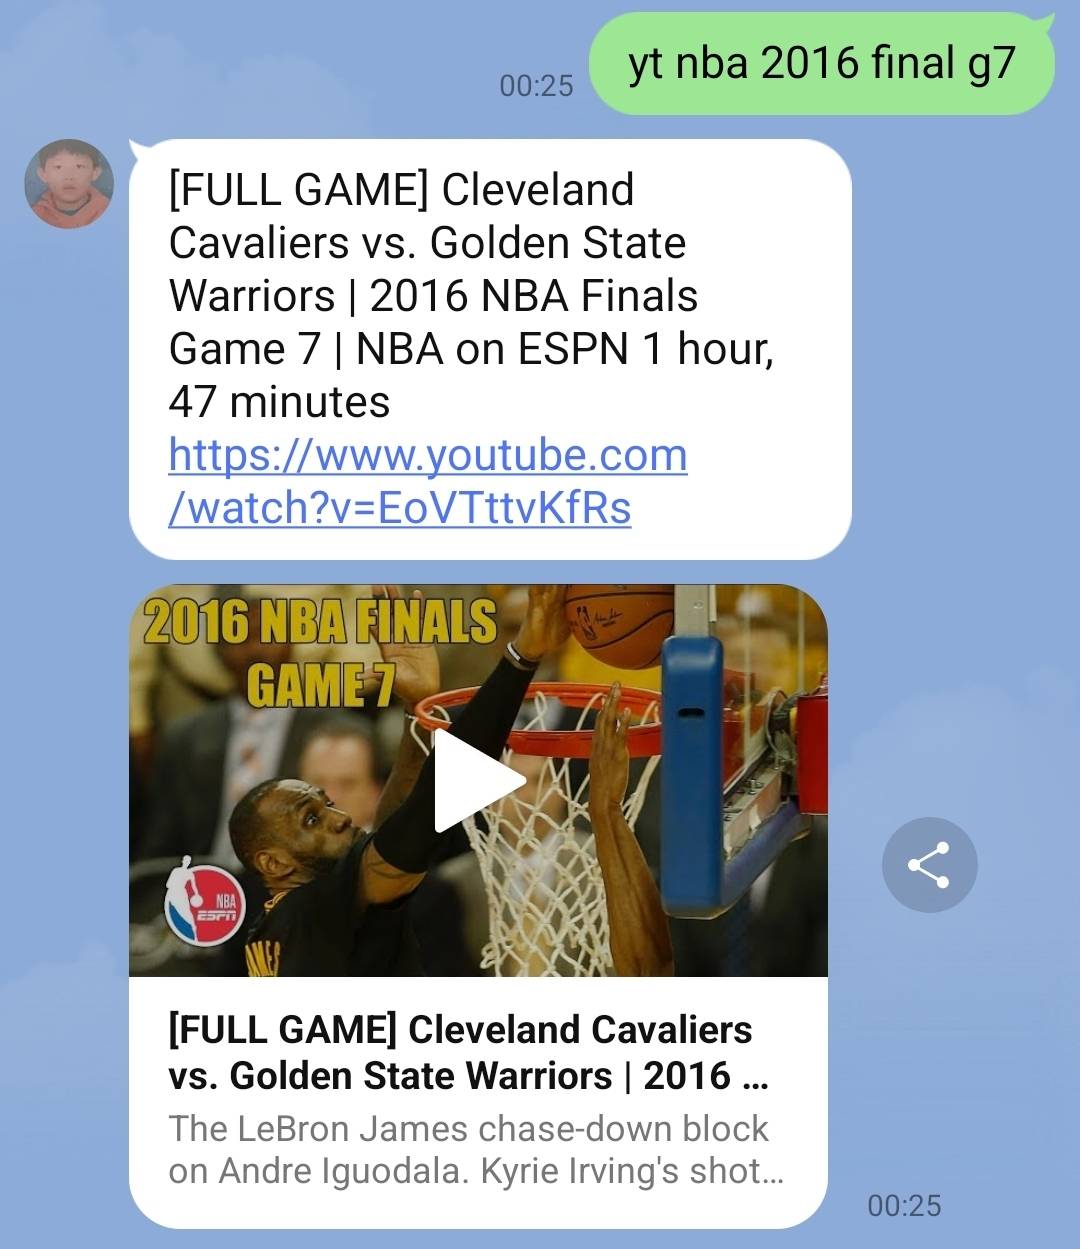 yt nba 2016 final g7
00:25
[FULL GAME] Cleveland
Cavaliers vs. Golden State
Warriors | 2016 NBA Finals
Game 7 | NBA on ESPN 1 hour,
47 minutes
https://www.youtube.com
/watch?v=EoVTttvKfRs
2016 NBA FINALS
GAME 7
NBA
ESPN
AMES
[FULL GAME] Cleveland Cavaliers
vs. Golden State Warriors | 2016 ...
The LeBron James chase-down block
on Andre Iguodala. Kyrie Irving's shot...
00:25